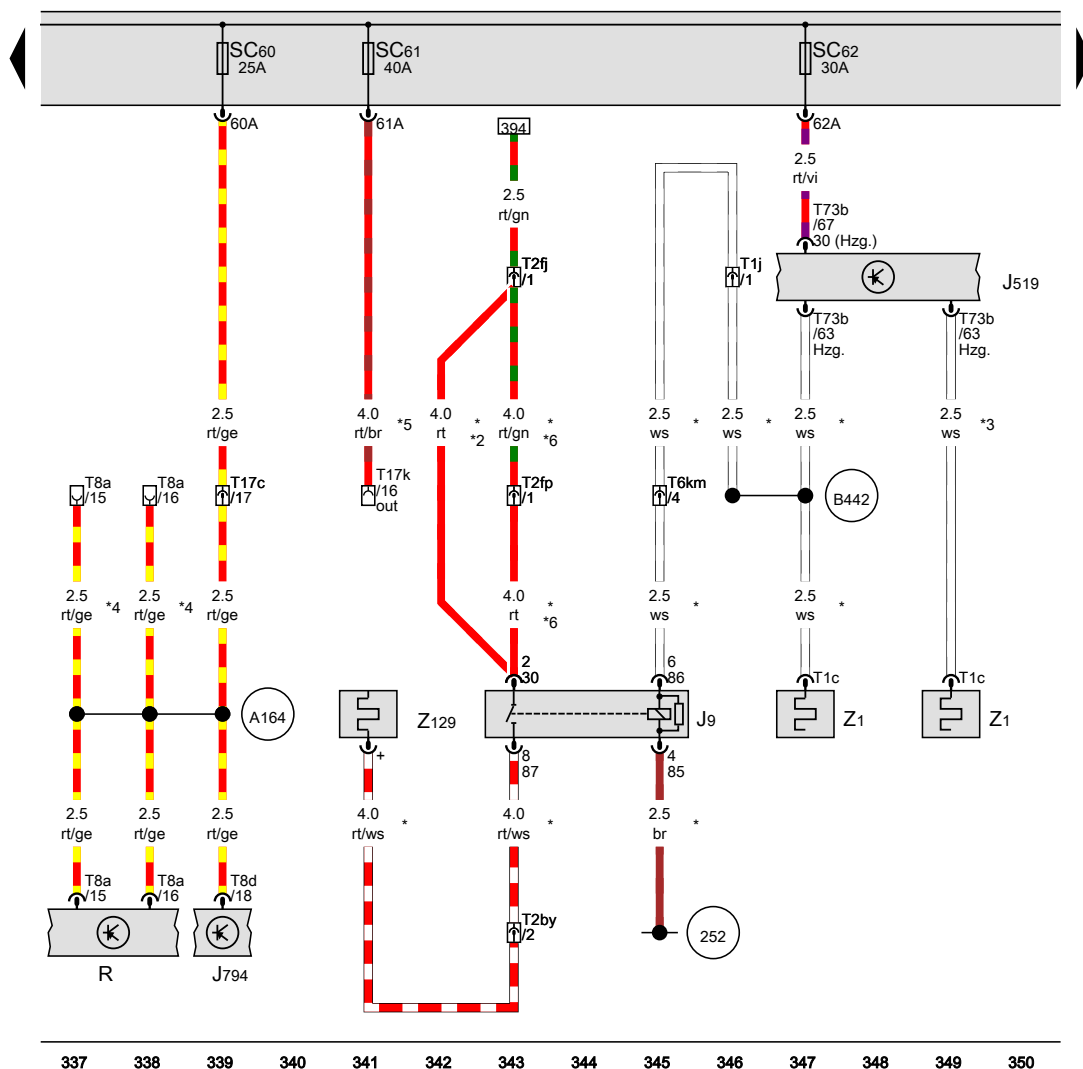 SC60 SC61 SC62
25A 40A 30A
60A 61A 394 62A
2.5
rt/vi
2.5
rt/gn
T73b
/67
30 (Hzg.)
T2fj
/1
T1j
/1
J519
T73b
/63
Hzg.
T73b
/63
Hzg.
2.5 4.0 4.0 4.0 2.5 2.5 2.5 2.5
rt/ge rt/br *5 rt * *2 rt/gn * *6 ws * ws * ws * ws *3
T8a
/15
T8a
/16
T17c
/17
T17k
/16
out
T2fp
/1
T6km
/4
B442
2.5 2.5 2.5 4.0 2.5 2.5
rt/ge *4 rt/ge *4 rt/ge rt * *6 ws * ws *
2
30
6
86
T1c T1c
A164 Z129 J9 Z1 Z1
+
8
87
4
85
2.5 2.5 2.5 4.0 4.0 2.5
rt/ge rt/ge rt/ge rt/ws * rt/ws * br *
T8a
/15
T8a
/16
T8d
/18
T2by
/2
252
R J794
337 338 339 340 341 342 343 344 345 346 347 348 349 350